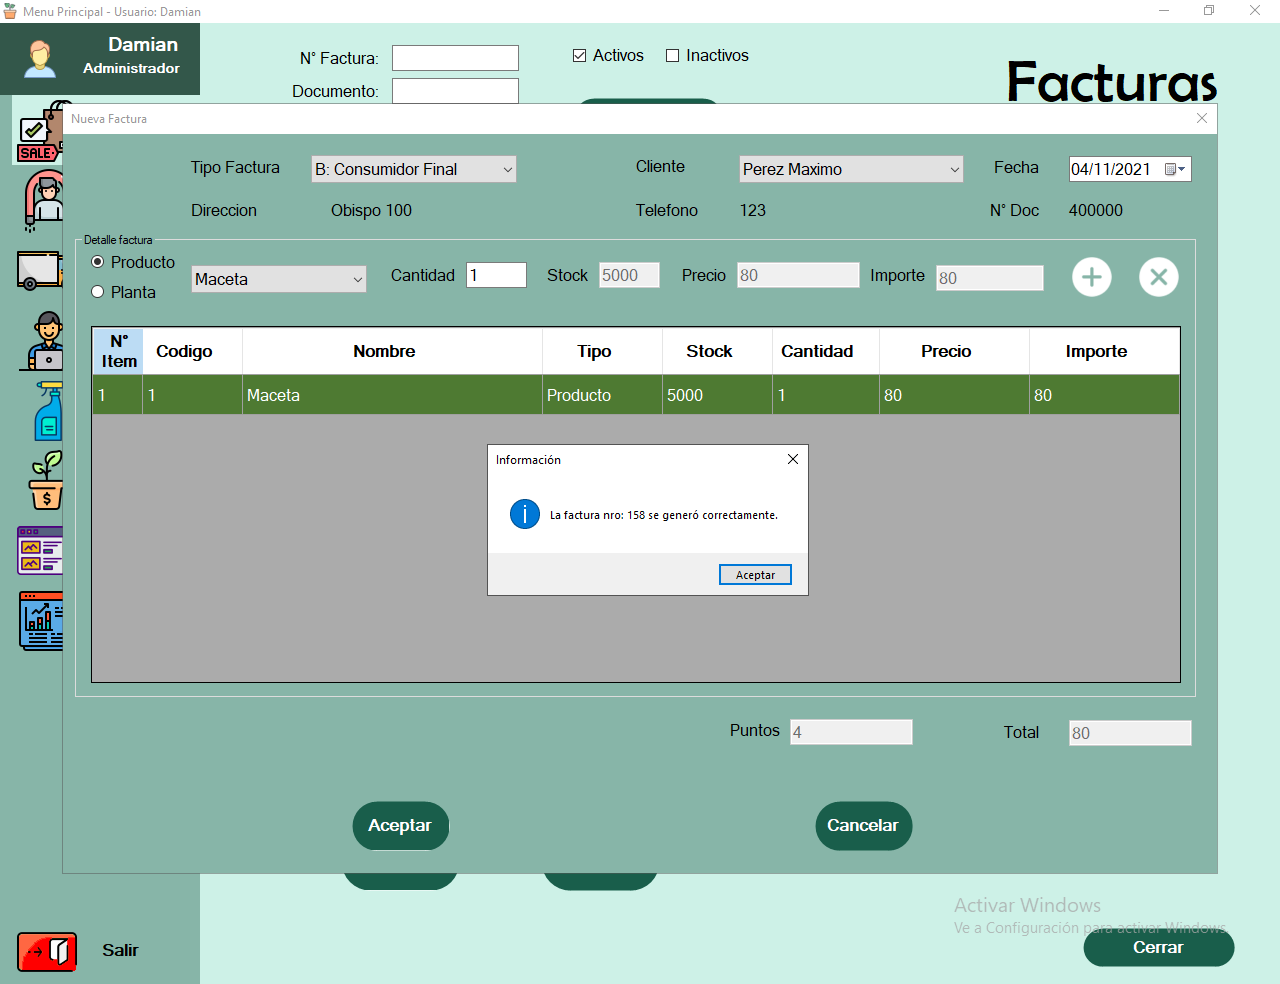 Menu Principal - Usuario: Damian
Damian
Administrador
N° Factura:
Activos
Inactivos
Documento:
Facturas
SALE
Nueva Factura
Tipo Factura
B: Consumidor Final
Cliente
Perez Maximo
Fecha
04/11/2021
Direccion
Obispo 100
Telefono
123
N° Doc
400000
Detalle factura
Producto
Planta
Maceta
Cantidad
1
Stock
5000
Precio
80
Importe
80
N° Item
Codigo
Nombre
Tipo
Stock
Cantidad
Precio
Importe
1
1
Maceta
Producto
5000
1
80
80
Información
La factura nro: 158 se generó correctamente.
Aceptar
Puntos
4
Total
80
Aceptar
Cancelar
Activar Windows
Ve a Configuración para activar Windows.
Salir
Cerrar